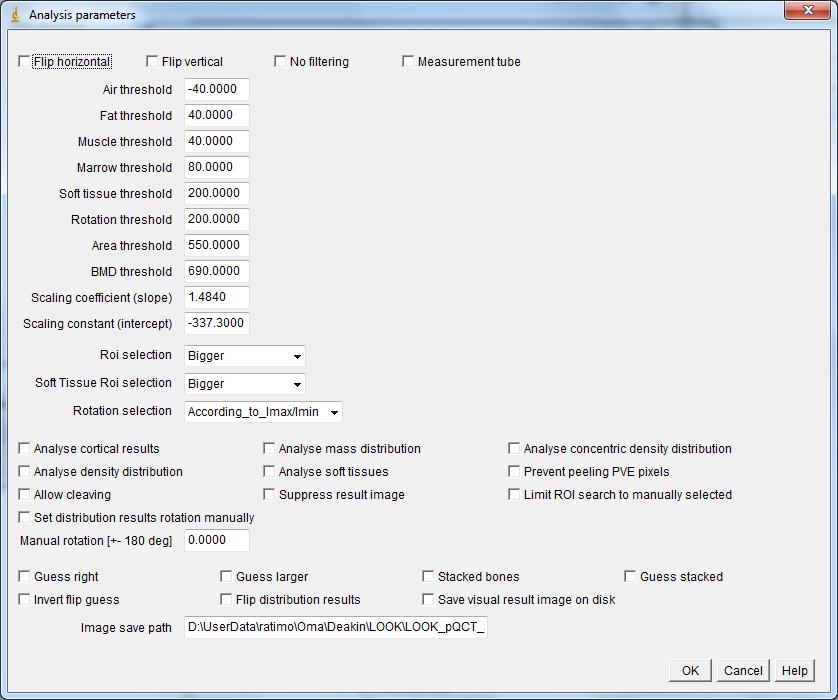 Analysis parameters
Flip horizontal Flip vertical No filtering Measurement tube
Air threshold -40.0000
Fat threshold 40.0000
Muscle threshold 40.0000
Marrow threshold 80.0000
Soft tissue threshold 200.0000
Rotation threshold 200.0000
Area threshold 550.0000
BMD threshold 690.0000
Scaling coefficient (slope) 1.4840
Scaling constant (intercept) -337.3000
Roi selection Bigger
Soft Tissue Roi selection Bigger
Rotation selection According_to_Imax/Imin
Analyse cortical results Analyse mass distribution Analyse concentric density distribution
Analyse density distribution Analyse soft tissues Prevent peeling PVE pixels
Allow cleaving Suppress result image Limit ROI search to manually selected
Set distribution results rotation manually
Manual rotation [+- 180 deg] 0.0000
Guess right Guess larger Stacked bones Guess stacked
Invert flip guess Flip distribution results Save visual result image on disk
Image save path D:\UserData\ratimo\Oma\Deakin\LOOK\LOOK_pQCT_
OK Cancel Help